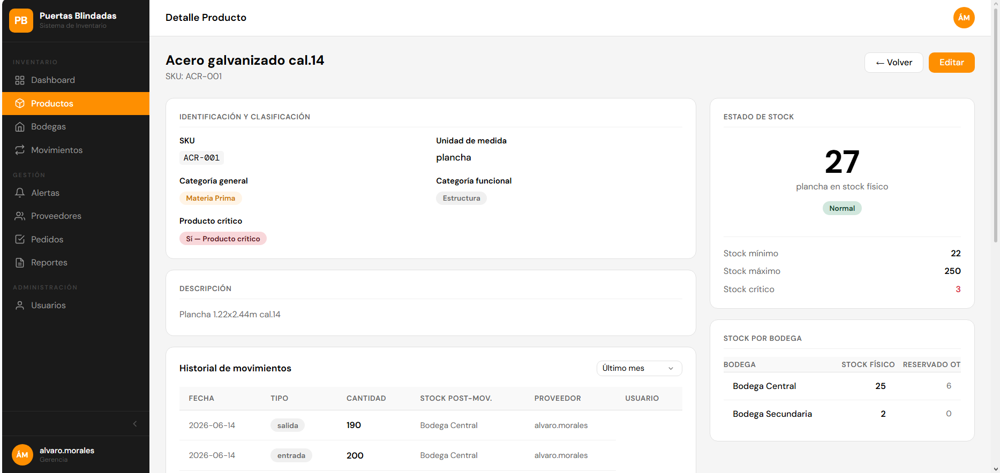 PB
Puertas Blindadas
Sistema de Inventario
INVENTARIO
Dashboard
Productos
Bodegas
Movimientos
GESTIÓN
Alertas
Proveedores
Pedidos
Reportes
ADMINISTRACIÓN
Usuarios
ÁM
alvaro.morales
Gerencia
Detalle Producto
ÁM
Acero galvanizado cal.14
SKU: ACR-001
← Volver
Editar
IDENTIFICACIÓN Y CLASIFICACIÓN
SKU
ACR-001
Unidad de medida
plancha
Categoría general
Materia Prima
Categoría funcional
Estructura
Producto crítico
Sí — Producto crítico
DESCRIPCIÓN
Plancha 1.22x2.44m cal.14
Historial de movimientos
Último mes
FECHA TIPO CANTIDAD STOCK POST-MOV. PROVEEDOR USUARIO
2026-06-14 salida 190 Bodega Central alvaro.morales
2026-06-14 entrada 200 Bodega Central alvaro.morales
ESTADO DE STOCK
27
plancha en stock físico
Normal
Stock mínimo 22
Stock máximo 250
Stock crítico 3
STOCK POR BODEGA
BODEGA STOCK FÍSICO RESERVADO OT
Bodega Central 25 6
Bodega Secundaria 2 0